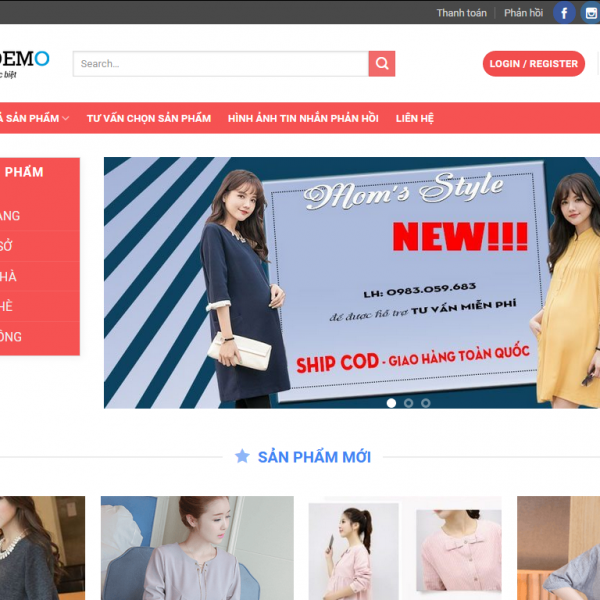 Thanh toán
Phản hồi
DEMO
c biệt
Search...
LOGIN / REGISTER
Ả SẢN PHẨM
TƯ VẤN CHỌN SẢN PHẨM
HÌNH ẢNH TIN NHẮN PHẢN HỒI
LIÊN HỆ
PHẨM
ANG
SỞ
HÀ
HÈ
ÔNG
Mom's Style
NEW!!!
LH: 0983.059.683
để được hỗ trợ TƯ VẤN MIỄN PHÍ
SHIP COD - GIAO HÀNG TOÀN QUỐC
SẢN PHẨM MỚI